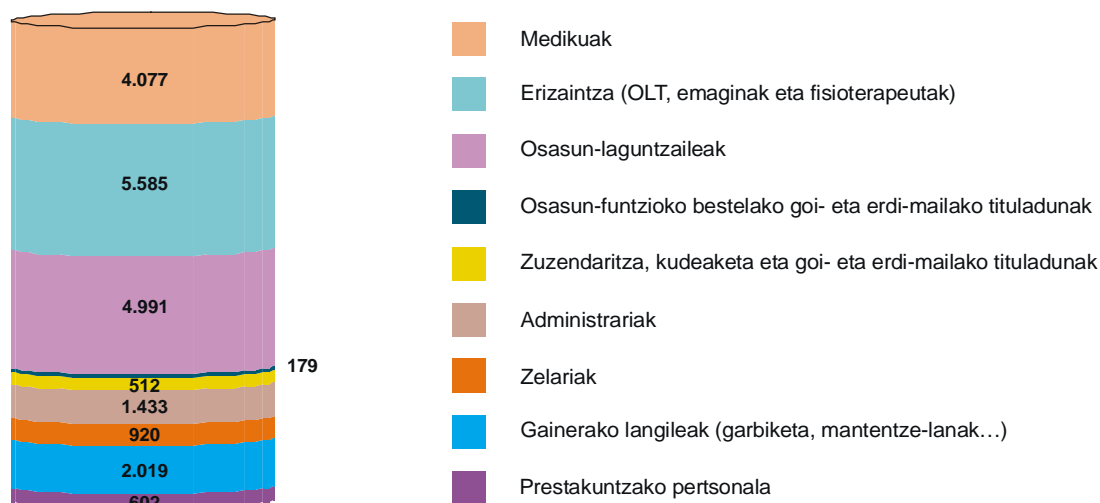 4.077
5.585
4.991
179
512
1.433
920
2.019
602
Medikuak
Erizaintza (OLT, emaginak eta fisioterapeutak)
Osasun-laguntzaileak
Osasun-funtzioko bestelako goi- eta erdi-mailako tituladunak
Zuzendaritza, kudeaketa eta goi- eta erdi-mailako tituladunak
Administrariak
Zelariak
Gainerako langileak (garbiketa, mantentze-lanak…)
Prestakuntzako pertsonala